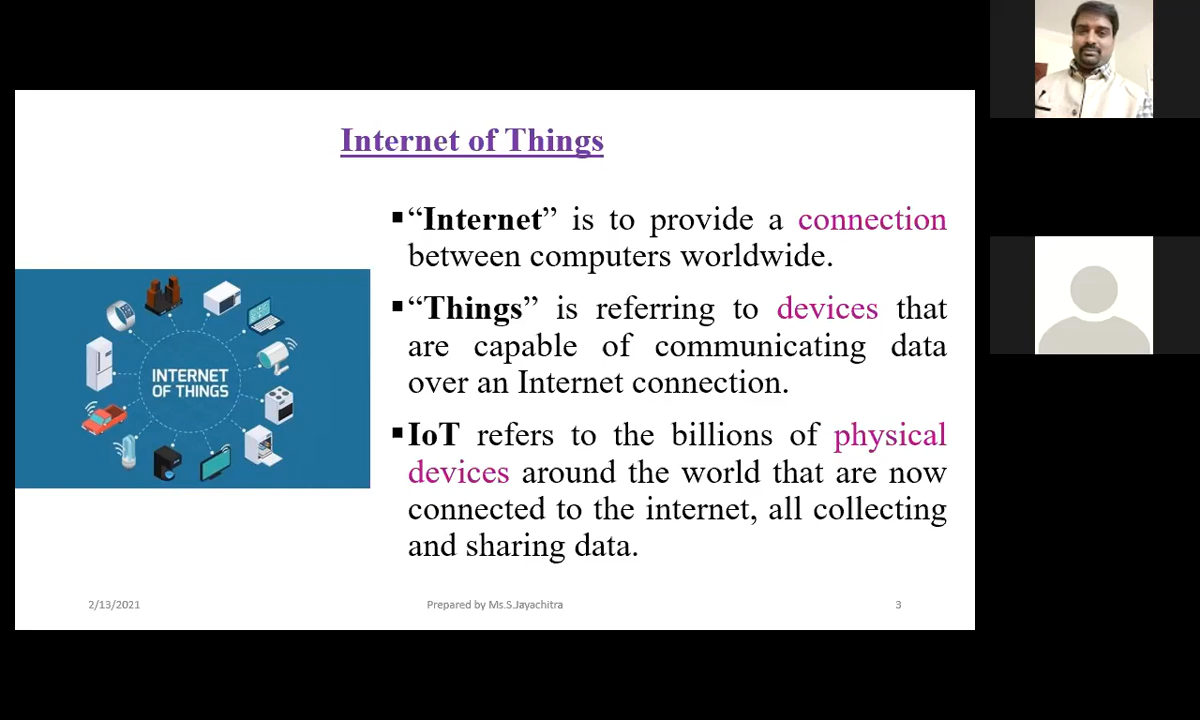 Internet of Things
▪“Internet” is to provide a connection
between computers worldwide.
▪“Things” is referring to devices that
are capable of communicating data
over an Internet connection.
▪IoT refers to the billions of physical
devices around the world that are now
connected to the internet, all collecting
and sharing data.
INTERNET
OF THINGS
2/13/2021
Prepared by Ms.S.Jayachitra
3